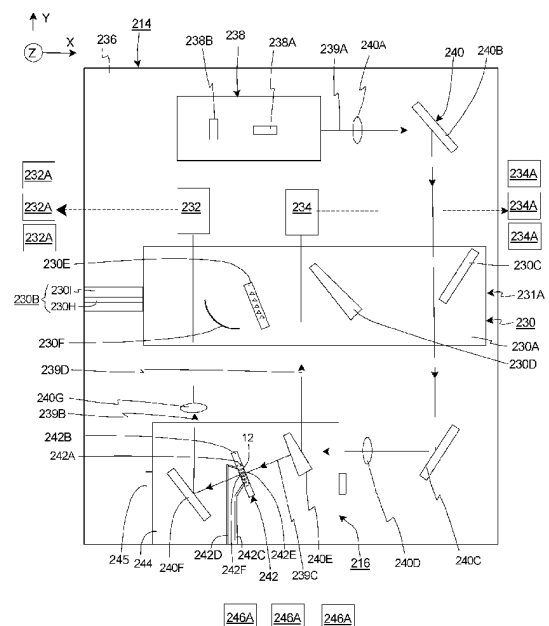 Y
Z
X
236
214
238B
238
238A
239A
240A
240
240B
232A
232A
232A
232
234
234A
234A
234A
230E
230C
230B
230I
230H
231A
230
230A
230F
230D
239D
240G
239B
242B
242A
12
245
244
240F
242D
242F
242C
242
242E
239C
240E
216
240D
240C
246A
246A
246A